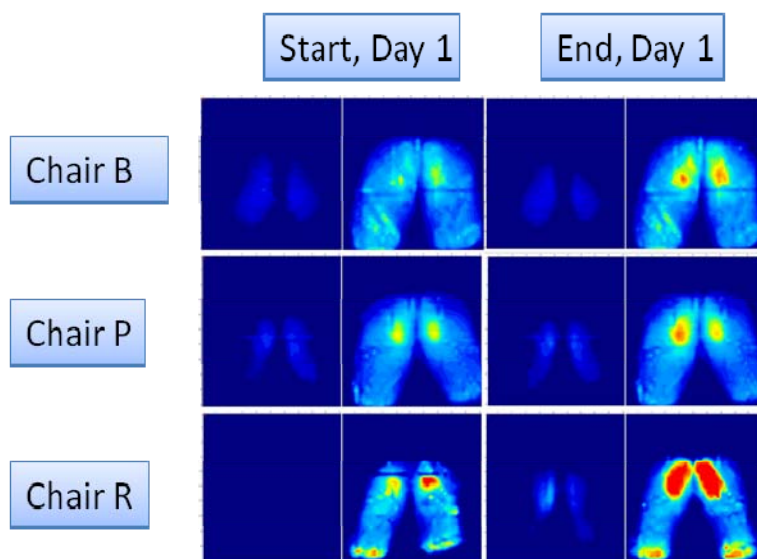 Start, Day 1
End, Day 1
Chair B
Chair P
Chair R